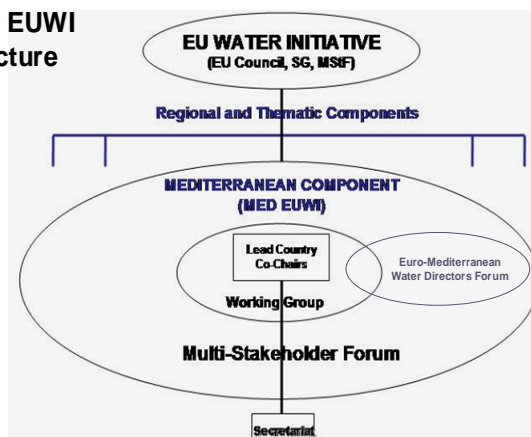 EUWI
cture
EU WATER INITIATIVE
(EU Council, SG, MStF)
Regional and Thematic Components
MEDITERRANEAN COMPONENT
(MED EUWI)
Lead Country
Co-Chairs
Euro-Mediterranean
Water Directors Forum
Working Group
Multi-Stakeholder Forum
Secretariat